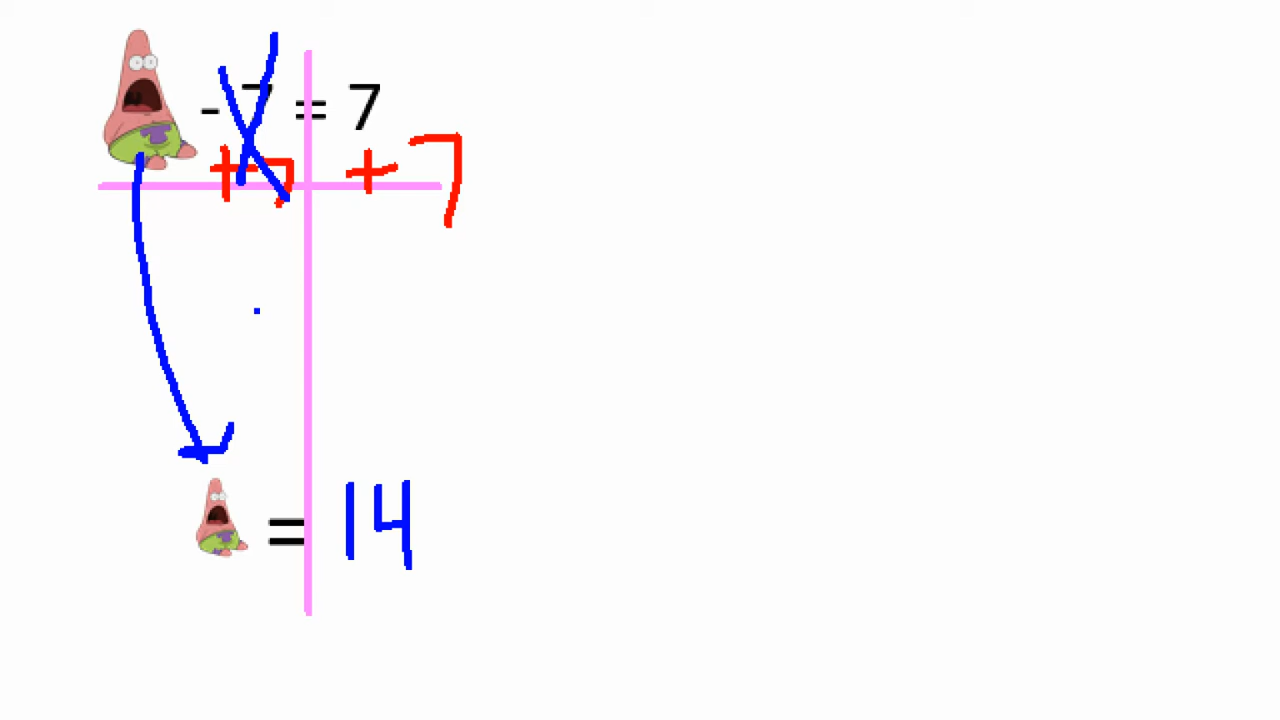 - 7 = 7
+7 +7
= 14